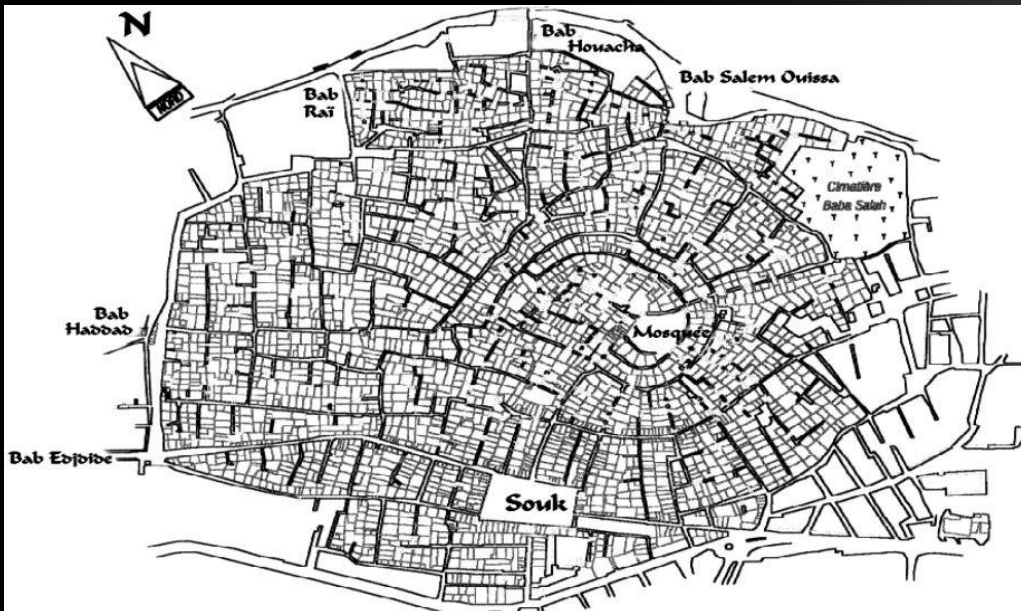 N
NORD
Bab
Houacha
Bab Salem Ouissa
Bab
Raï
Cimetière
Baba Salah
Bab
Haddad
Mosquée
Bab Edjdide
Souk